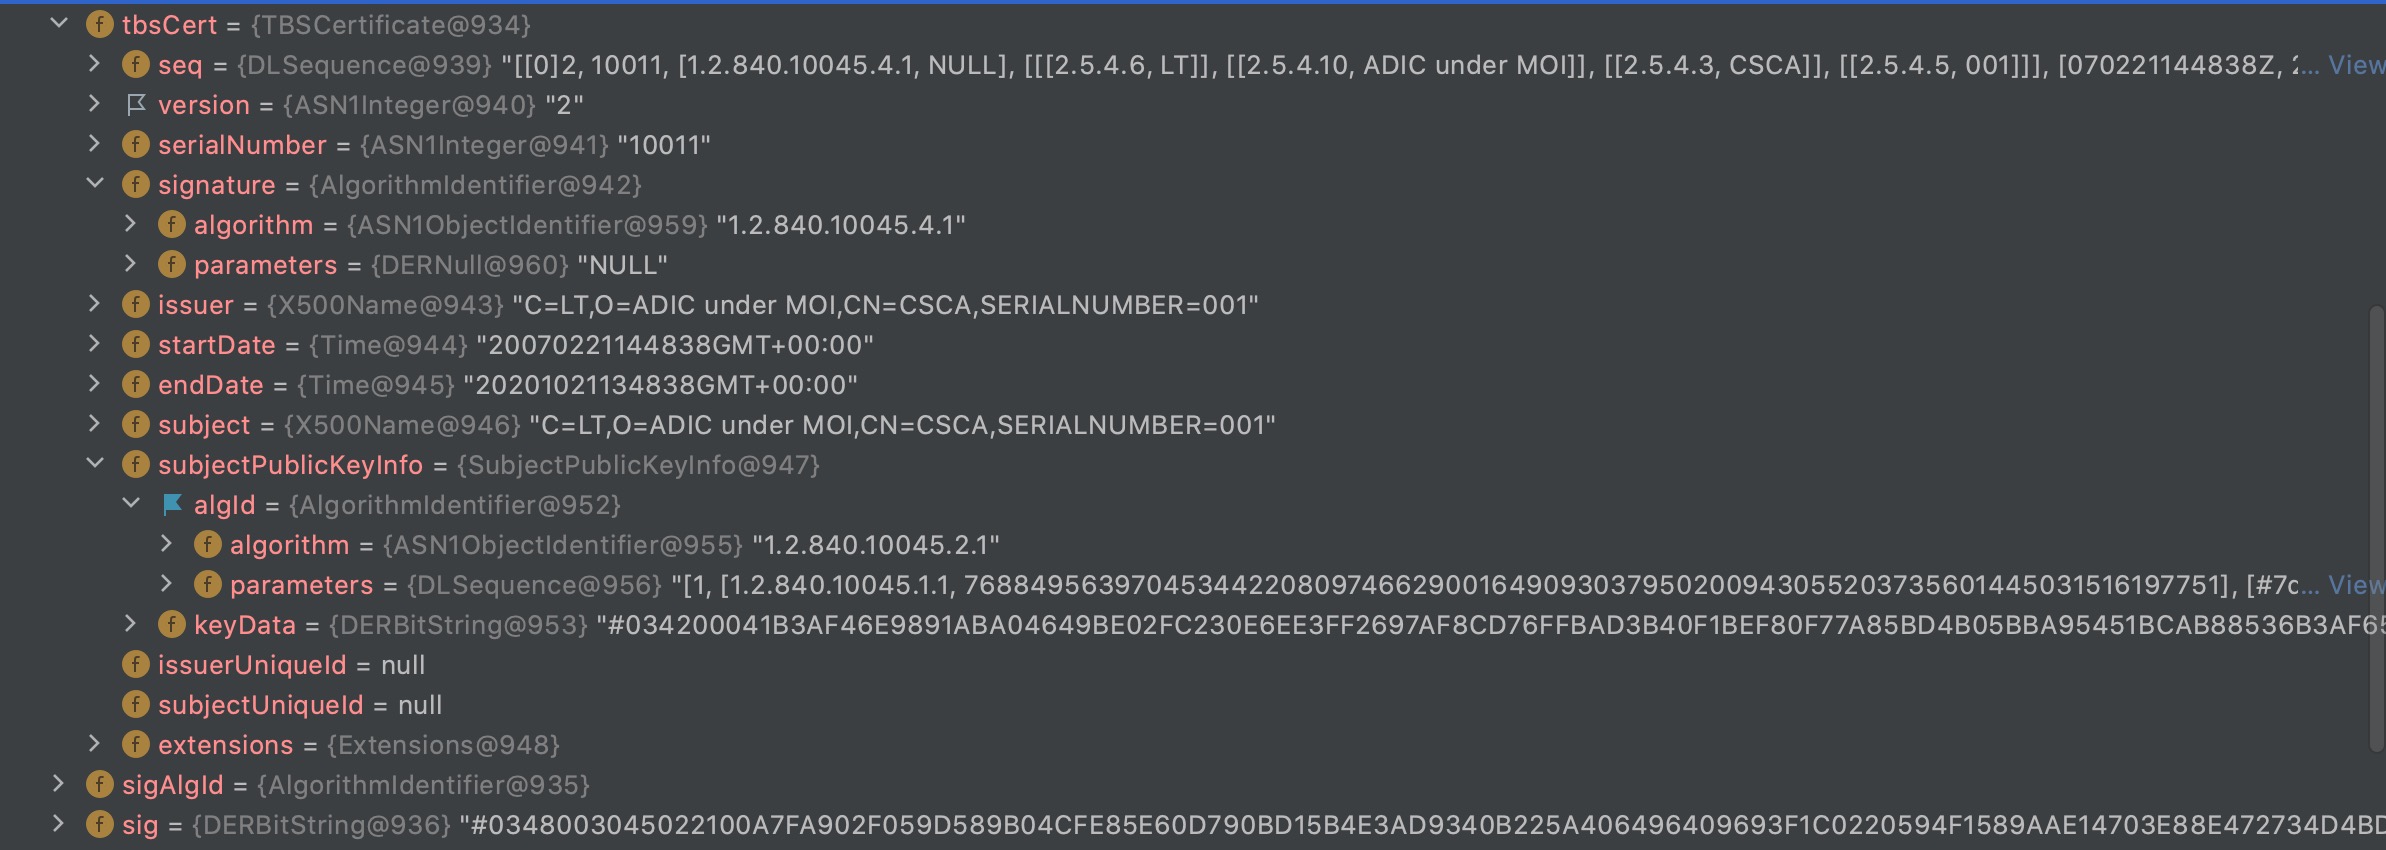 tbsCert = {TBSCertificate@934}
seq = {DLSequence@939} "[[0]2, 10011, [1.2.840.10045.4.1, NULL], [[[2.5.4.6, LT]], [[2.5.4.10, ADIC under MOI]], [[2.5.4.3, CSCA]], [[2.5.4.5, 001]]], [070221144838Z, 2... View
version = {ASN1Integer@940} "2"
serialNumber = {ASN1Integer@941} "10011"
signature = {AlgorithmIdentifier@942}
algorithm = {ASN1ObjectIdentifier@959} "1.2.840.10045.4.1"
parameters = {DERNull@960} "NULL"
issuer = {X500Name@943} "C=LT,O=ADIC under MOI,CN=CSCA,SERIALNUMBER=001"
startDate = {Time@944} "20070221144838GMT+00:00"
endDate = {Time@945} "20201021134838GMT+00:00"
subject = {X500Name@946} "C=LT,O=ADIC under MOI,CN=CSCA,SERIALNUMBER=001"
subjectPublicKeyInfo = {SubjectPublicKeyInfo@947}
algId = {AlgorithmIdentifier@952}
algorithm = {ASN1ObjectIdentifier@955} "1.2.840.10045.2.1"
parameters = {DLSequence@956} "[1, [1.2.840.10045.1.1, 76884956397045344220809746629001649093037950200943055203735601445031516197751], [#7c... View
keyData = {DERBitString@953} "#034200041B3AF46E9891ABA04649BE02FC230E6EE3FF2697AF8CD76FFBAD3B40F1BEF80F77A85BD4B05BBA95451BCAB88536B3AF65
issuerUniqueId = null
subjectUniqueId = null
extensions = {Extensions@948}
sigAlgId = {AlgorithmIdentifier@935}
sig = {DERBitString@936} "#0348003045022100A7FA902F059D589B04CFE85E60D790BD15B4E3AD9340B225A406496409693F1C0220594F1589AAE14703E88E472734D4BD